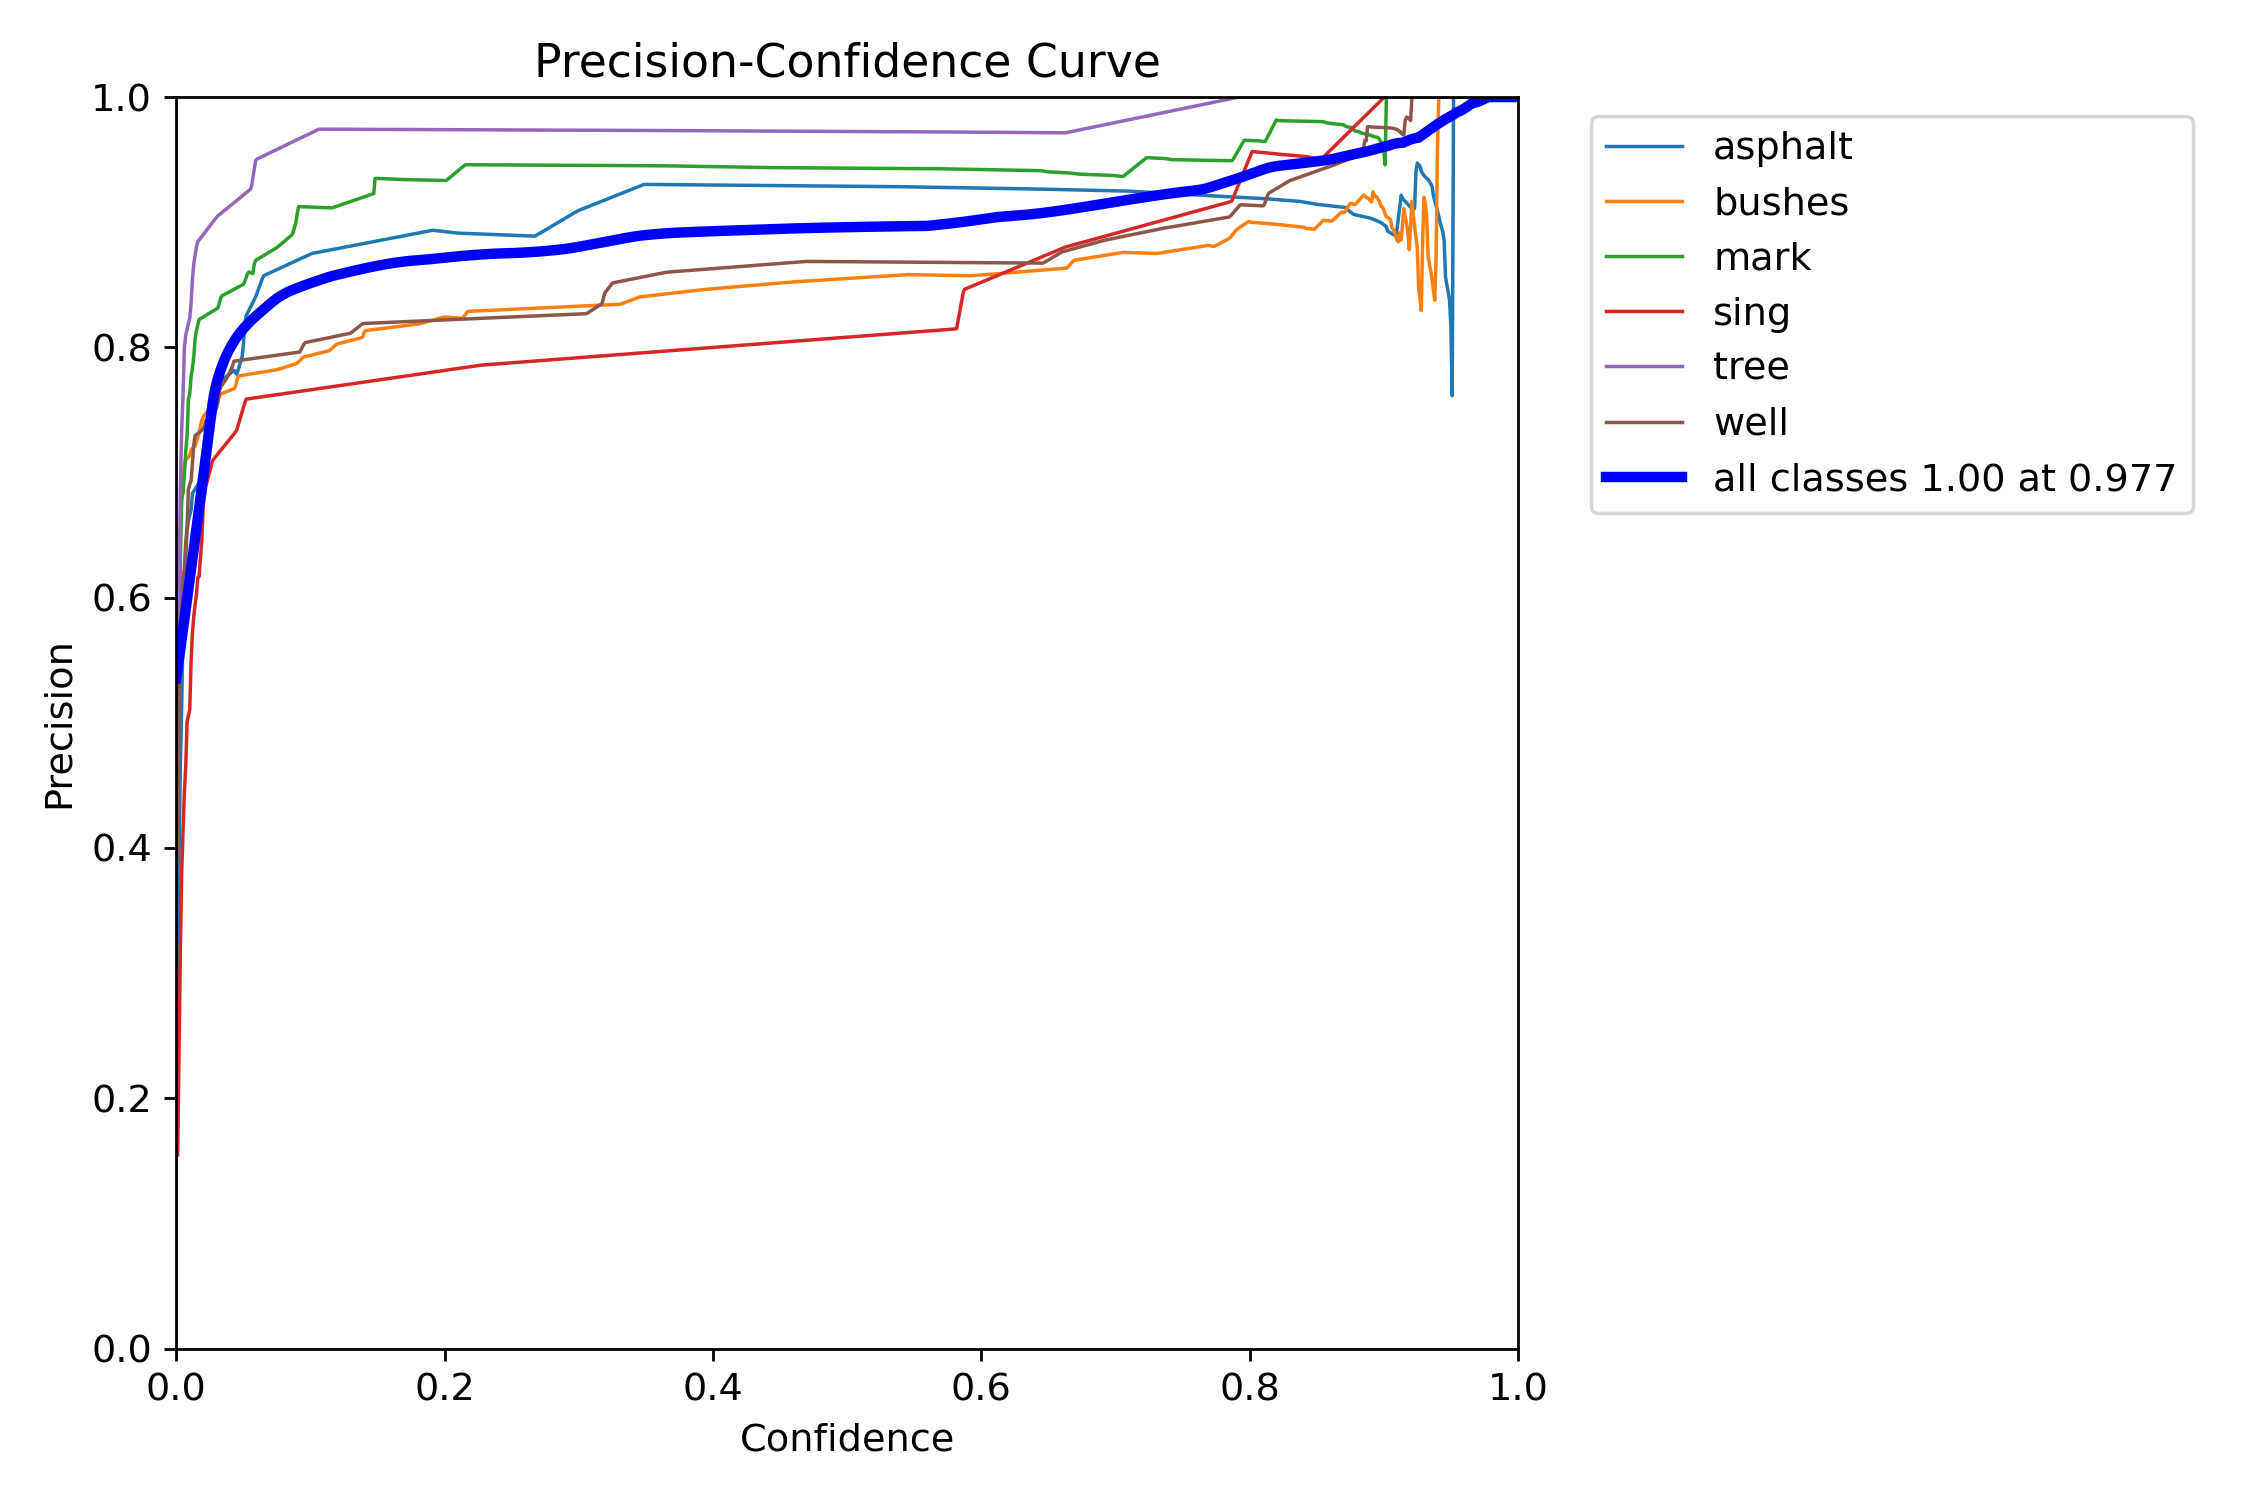 Precision-Confidence Curve
1.0
0.8
0.6
0.4
0.2
0.0
Precision
0.0 0.2 0.4 0.6 0.8 1.0
Confidence
asphalt
bushes
mark
sing
tree
well
all classes 1.00 at 0.977